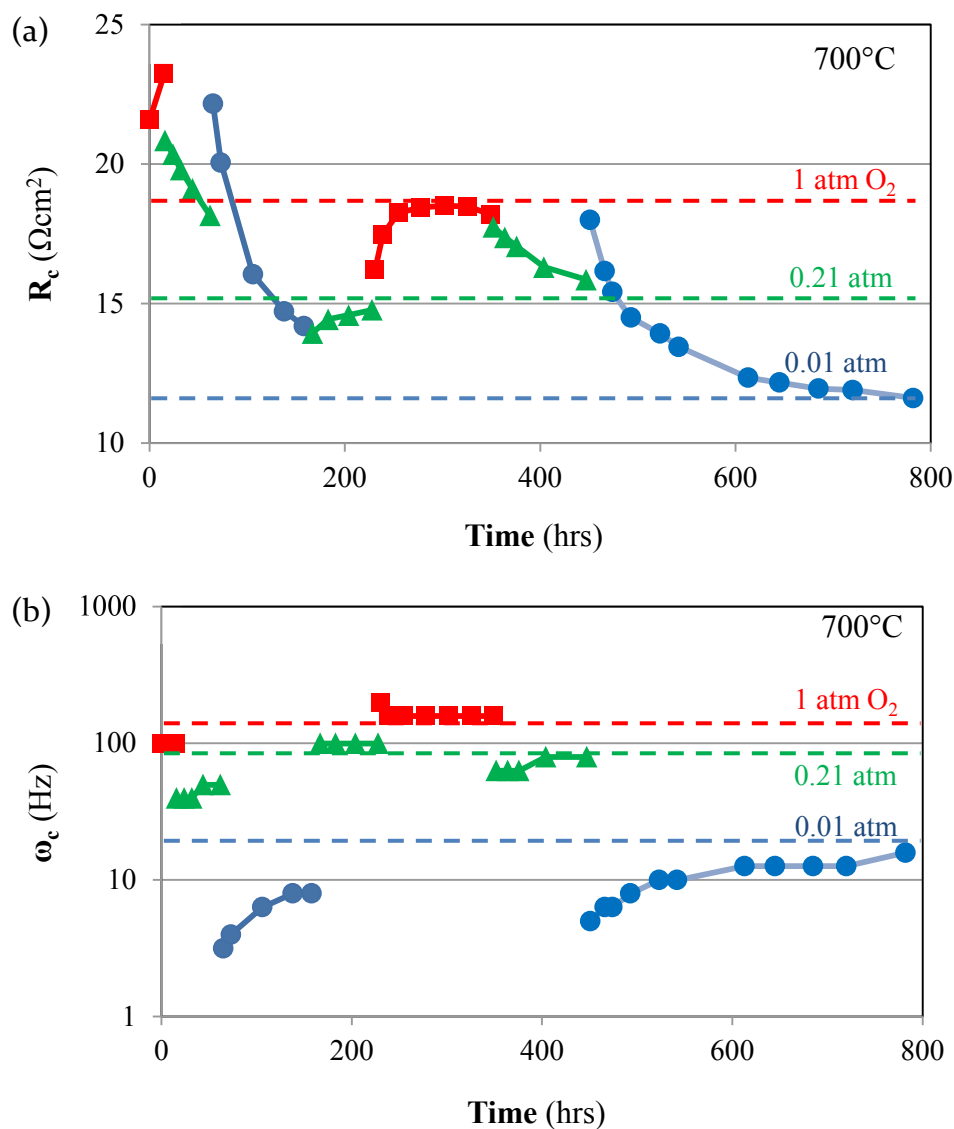 (a)
25
20
15
10
R_c (Ωcm²)
700°C
1 atm O₂
0.21 atm
0.01 atm
0 200 400 600 800
Time (hrs)
(b)
1000
100
10
1
ω_c (Hz)
700°C
1 atm O₂
0.21 atm
0.01 atm
0 200 400 600 800
Time (hrs)